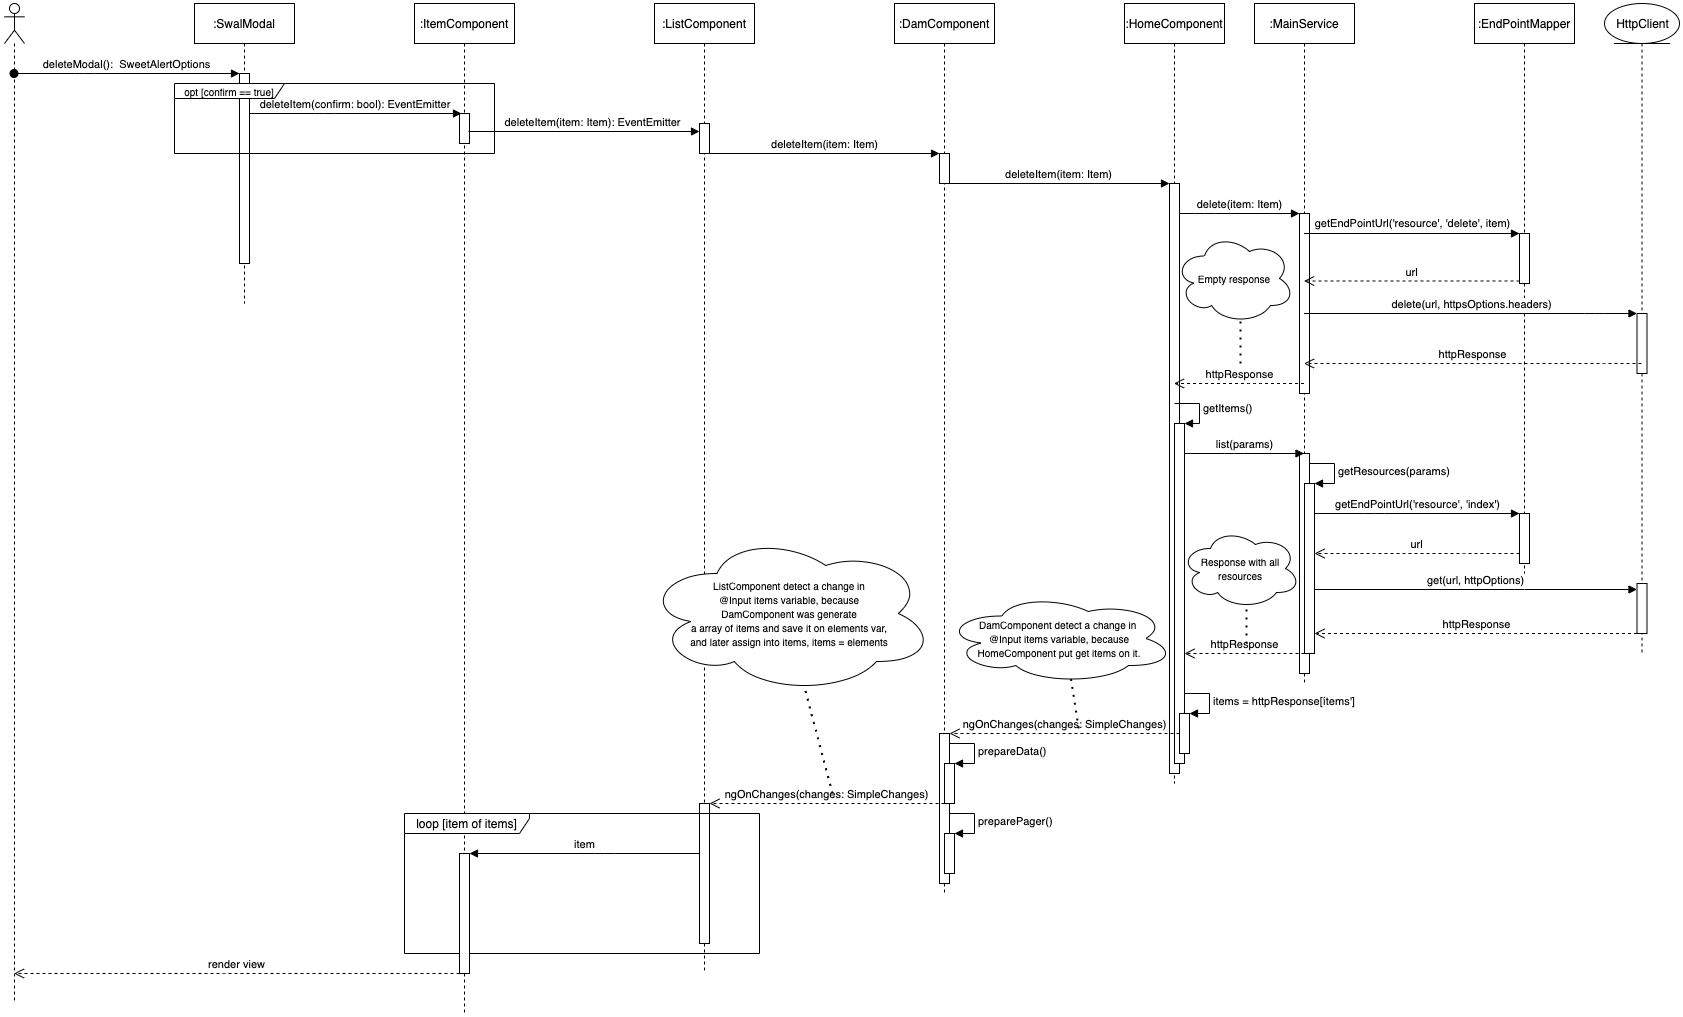 :SwalModal
:ItemComponent
:ListComponent
:DamComponent
:HomeComponent
:MainService
:EndPointMapper
HttpClient
deleteModal(): SweetAlertOptions
opt [confirm == true]
deleteItem(confirm: bool): EventEmitter
deleteItem(item: Item): EventEmitter
deleteItem(item: Item)
deleteItem(item: Item)
delete(item: Item)
getEndPointUrl('resource', 'delete', item)
Empty response
url
delete(url, httpsOptions.headers)
httpResponse
httpResponse
getItems()
list(params)
getResources(params)
getEndPointUrl('resource', 'index')
url
Response with all
resources
get(url, httpOptions)
httpResponse
httpResponse
ListComponent detect a change in
@Input items variable, because
DamComponent was generate
a array of items and save it on elements var,
and later assign into items, items = elements
DamComponent detect a change in
@Input items variable, because
HomeComponent put get items on it.
items = httpResponse[items']
ngOnChanges(changes: SimpleChanges)
prepareData()
ngOnChanges(changes: SimpleChanges)
preparePager()
loop [item of items]
item
render view